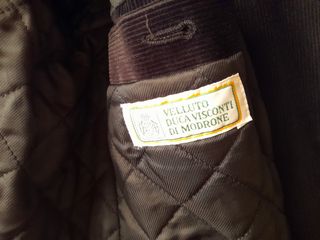 VELLUTO
DUCA VISCONTI
DI MODRONE